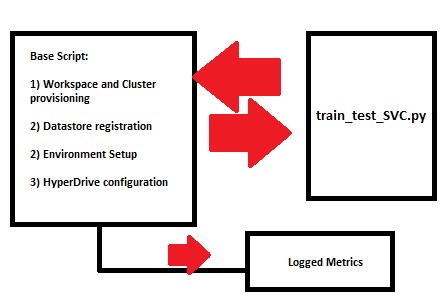 Base Script:
1) Workspace and Cluster
provisioning
2) Datastore registration
2) Environment Setup
3) HyperDrive configuration
train_test_SVC.py
Logged Metrics